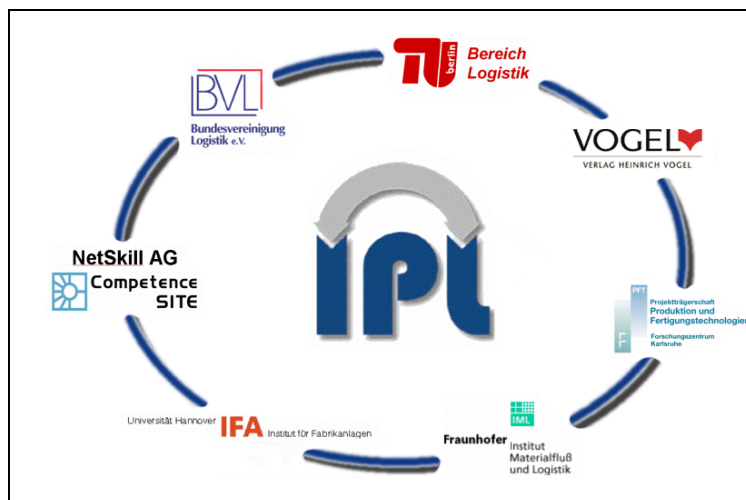 TU
berlin
Bereich
Logistik
BVL
Bundesvereinigung
Logistik e.V.
VOGEL
VERLAG HEINRICH VOGEL
NetSkill AG
Competence
SITE
IPL
PFT
Projektträgerschaft
Produktion und
Fertigungstechnologien
Forschungszentrum
Karlsruhe
Universität Hannover IFA Institut für Fabrikanlagen
IML
Fraunhofer Institut
Materialfluß
und Logistik